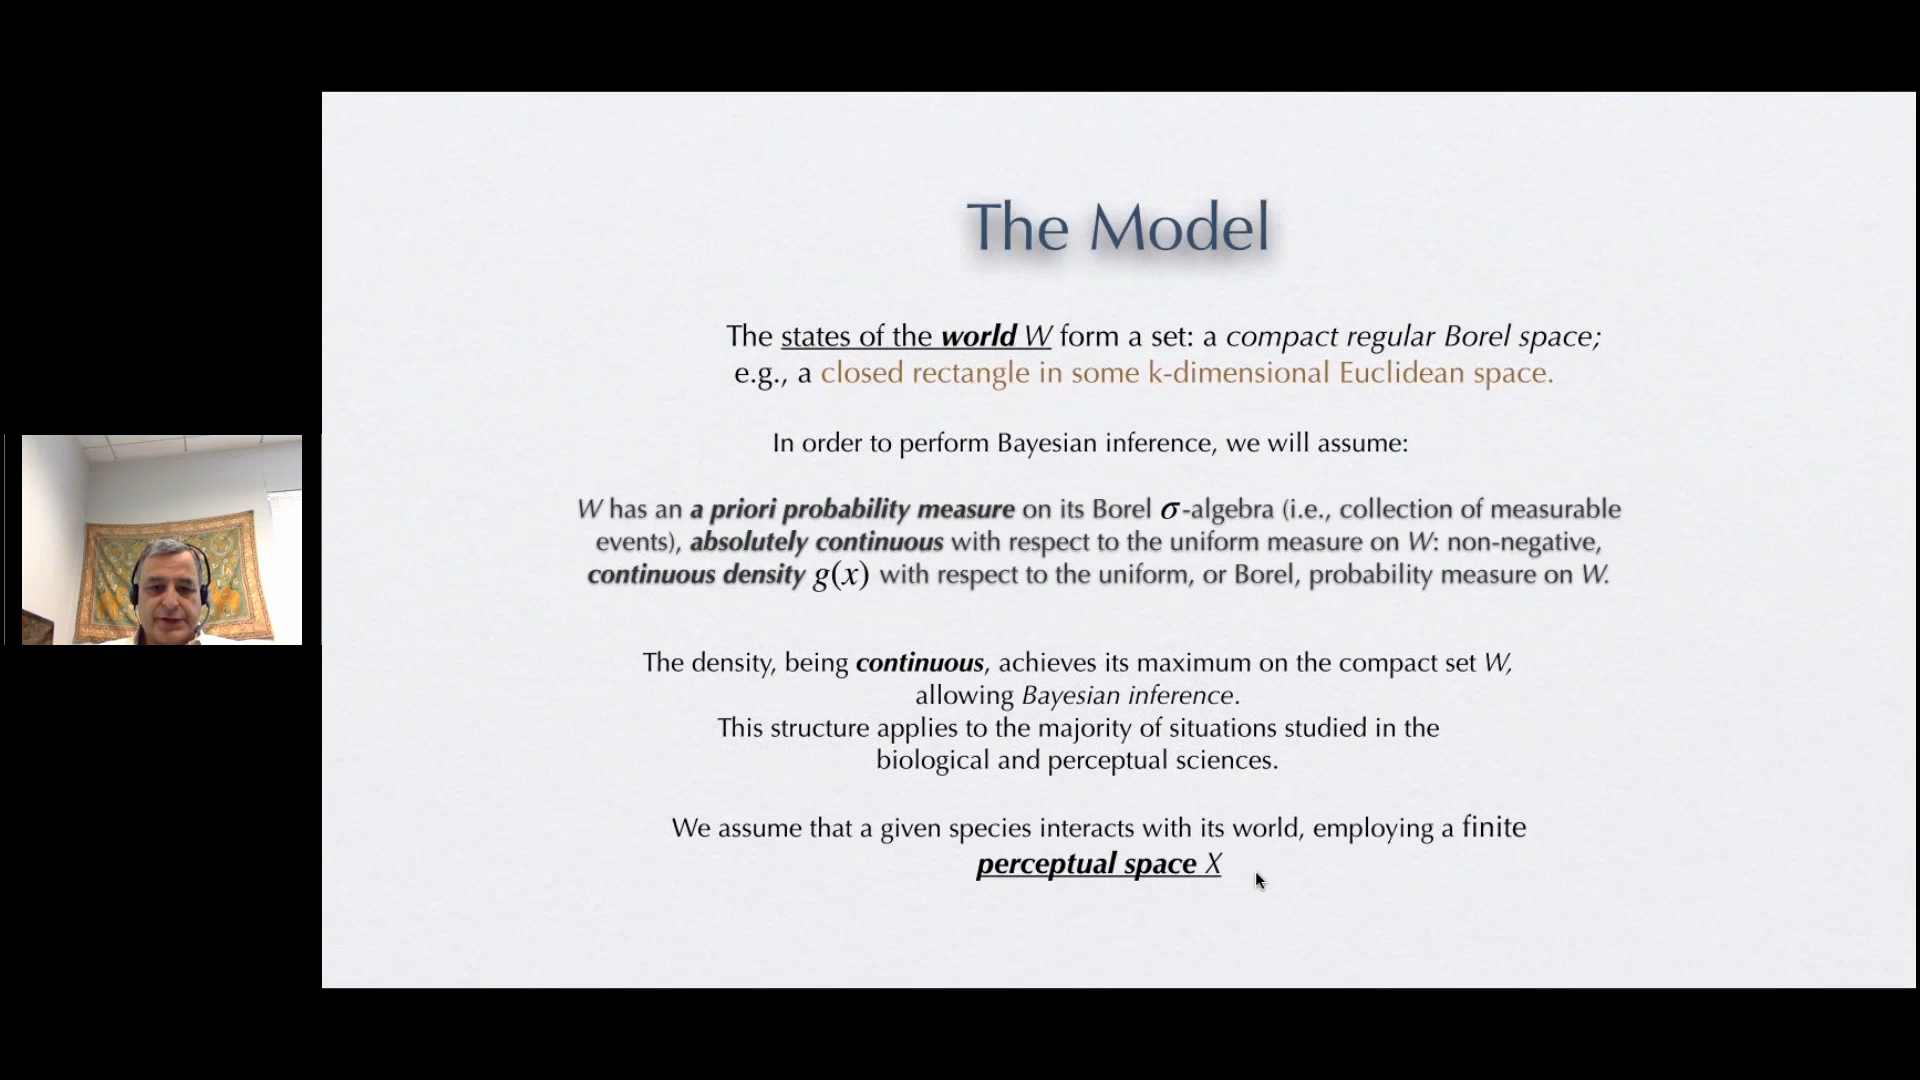 The Model
The states of the world W form a set: a compact regular Borel space;
e.g., a closed rectangle in some k-dimensional Euclidean space.
In order to perform Bayesian inference, we will assume:
W has an a priori probability measure on its Borel σ-algebra (i.e., collection of measurable
events), absolutely continuous with respect to the uniform measure on W: non-negative,
continuous density g(x) with respect to the uniform, or Borel, probability measure on W.
The density, being continuous, achieves its maximum on the compact set W,
allowing Bayesian inference.
This structure applies to the majority of situations studied in the
biological and perceptual sciences.
We assume that a given species interacts with its world, employing a finite
perceptual space X